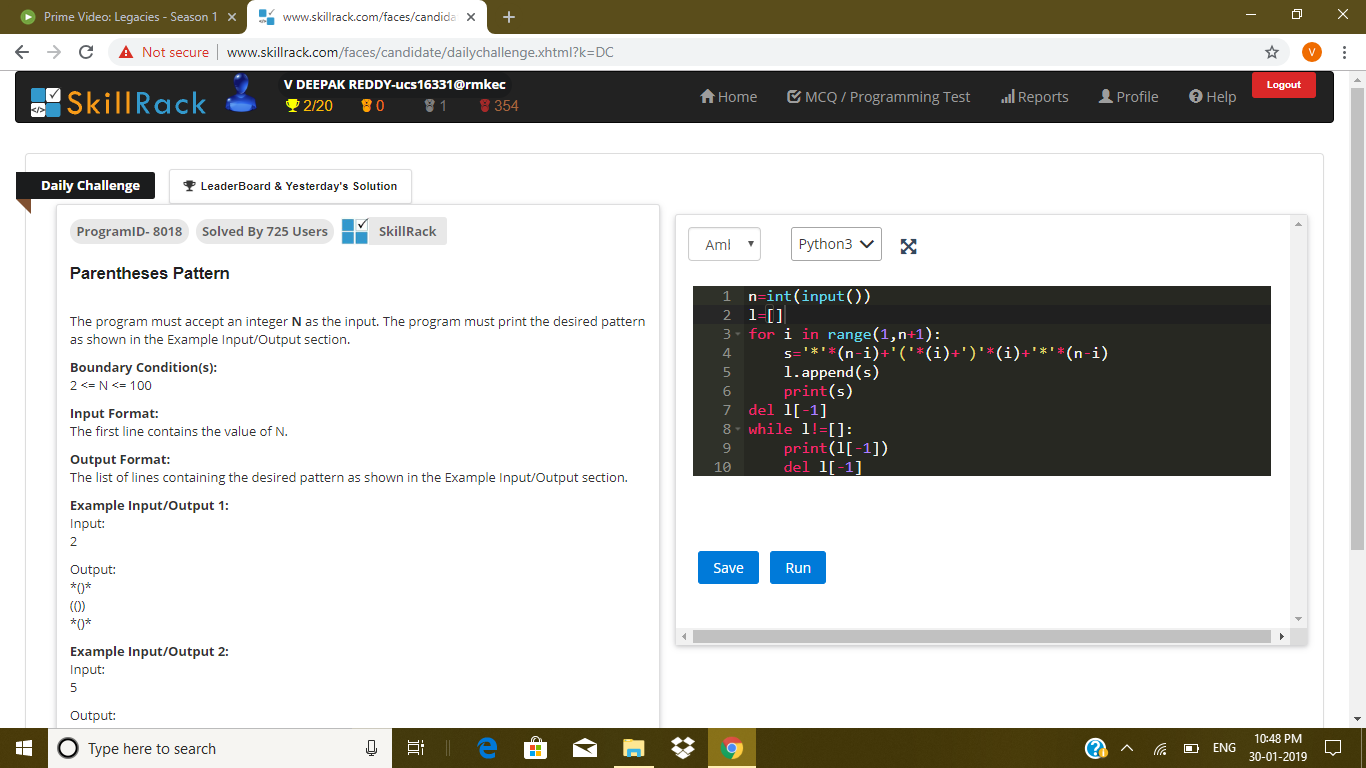 Prime Video: Legacies - Season 1
www.skillrack.com/faces/candida
Not secure
www.skillrack.com/faces/candidate/dailychallenge.xhtml?k=DC
V
SkillRack
V DEEPAK REDDY-ucs16331@rmkec
2/20 0 1 354
Home
MCQ / Programming Test
Reports
Profile
Help
Logout
Daily Challenge
LeaderBoard & Yesterday's Solution
ProgramID- 8018
Solved By 725 Users
SkillRack
Parentheses Pattern
The program must accept an integer N as the input. The program must print the desired pattern
as shown in the Example Input/Output section.
Boundary Condition(s):
2 <= N <= 100
Input Format:
The first line contains the value of N.
Output Format:
The list of lines containing the desired pattern as shown in the Example Input/Output section.
Example Input/Output 1:
Input:
2
Output:
*()*
(())
*()*
Example Input/Output 2:
Input:
5
Output:
Aml
Python3
1 n=int(input())
2 l=[]
3 for i in range(1,n+1):
4     s='*'*(n-i)+'('*(i)+')'*(i)+'*'*(n-i)
5     l.append(s)
6     print(s)
7 del l[-1]
8 while l!=[]:
9     print(l[-1])
10     del l[-1]
Save
Run
Type here to search
ENG
10:48 PM
30-01-2019